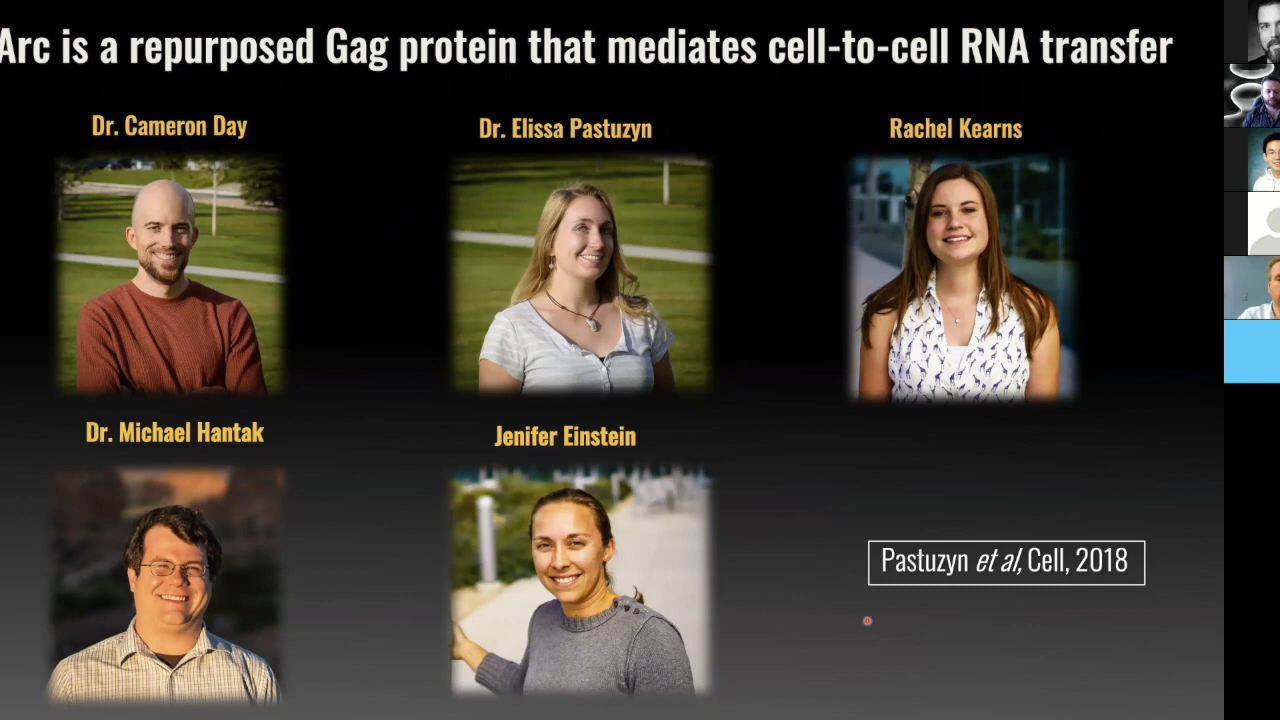 Arc is a repurposed Gag protein that mediates cell-to-cell RNA transfer
Dr. Cameron Day
Dr. Elissa Pastuzyn
Rachel Kearns
Dr. Michael Hantak
Jenifer Einstein
Pastuzyn et al, Cell, 2018